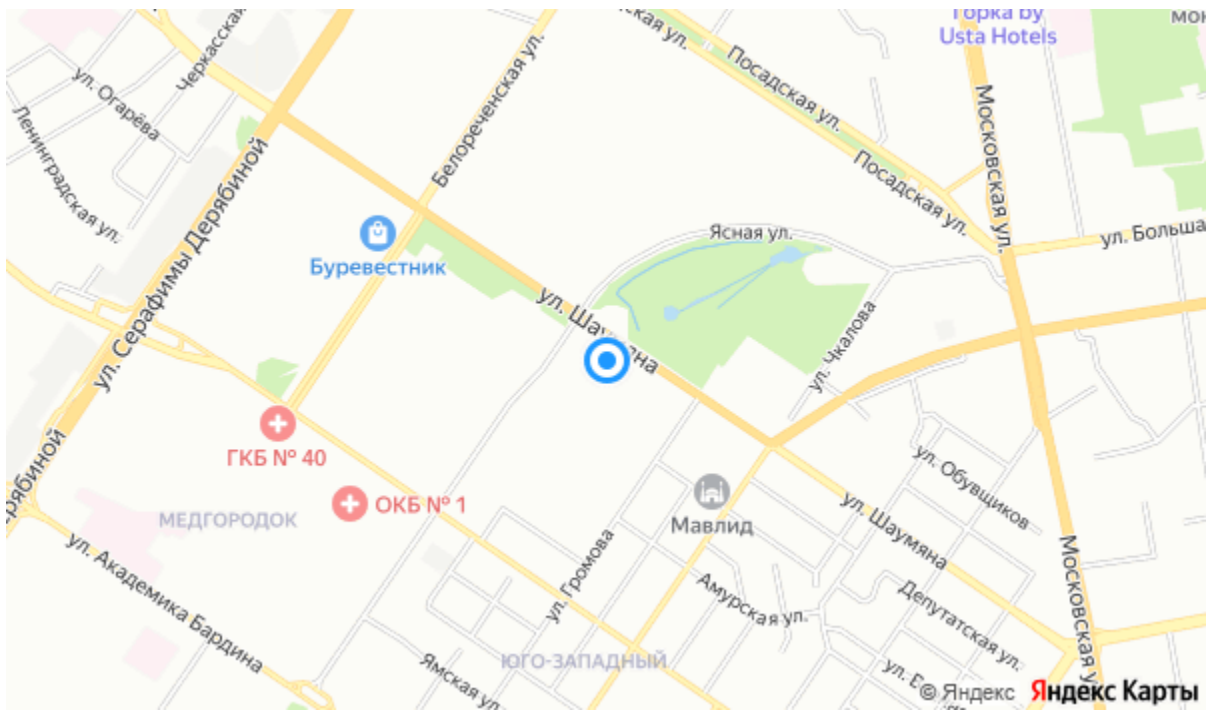 Горка by
Usta Hotels
Черкасская
ул. Огарёва
Ленинградская ул.
Белореченская ул.
ул.
Посадская ул.
Посадская ул.
Московская ул.
ул. Серафимы Дерябиной
Буревестник
Ясная ул.
ул. Больша
ул. Чкалова
ул. Шаумяна
ГКБ № 40
ОКБ № 1
МЕДГОРОДОК
Мавлид
ул. Обувщиков
ул. Шаумяна
ул. Академика Бардина
ул. Громова
Амурская ул.
Депутатская ул.
Московская у
Ямская ул.
ЮГО-ЗАПАДНЫЙ
© Яндекс Яндекс Карты